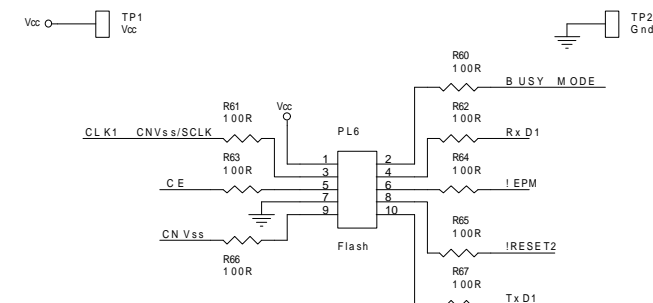 Vcc
TP1
Vcc
TP2
Gnd
R60
100R
BUSY MODE
R61
100R
Vcc
R62
100R
CLK1 CNVss/SCLK
PL6
RxD1
R63
100R
R64
100R
1 2
3 4
CE
5 6
!EPM
7 8
9 10
CNVss
R65
100R
Flash
!RESET2
R66
100R
R67
100R
TxD1